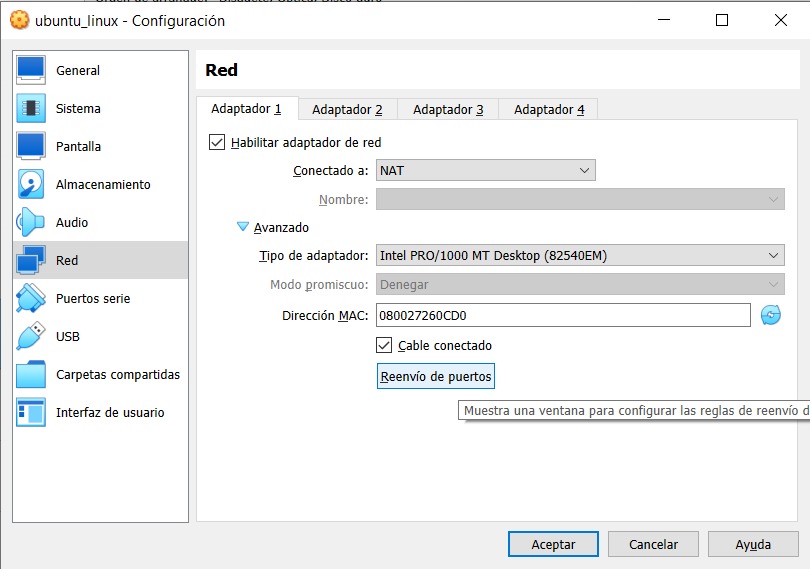 ubuntu_linux - Configuración
General
Sistema
Pantalla
Almacenamiento
Audio
Red
Puertos serie
USB
Carpetas compartidas
Interfaz de usuario
Red
Adaptador 1 Adaptador 2 Adaptador 3 Adaptador 4
Habilitar adaptador de red
Conectado a: NAT
Nombre:
Avanzado
Tipo de adaptador: Intel PRO/1000 MT Desktop (82540EM)
Modo promiscuo: Denegar
Dirección MAC: 080027260CD0
Cable conectado
Reenvío de puertos
Muestra una ventana para configurar las reglas de reenvío d
Aceptar Cancelar Ayuda